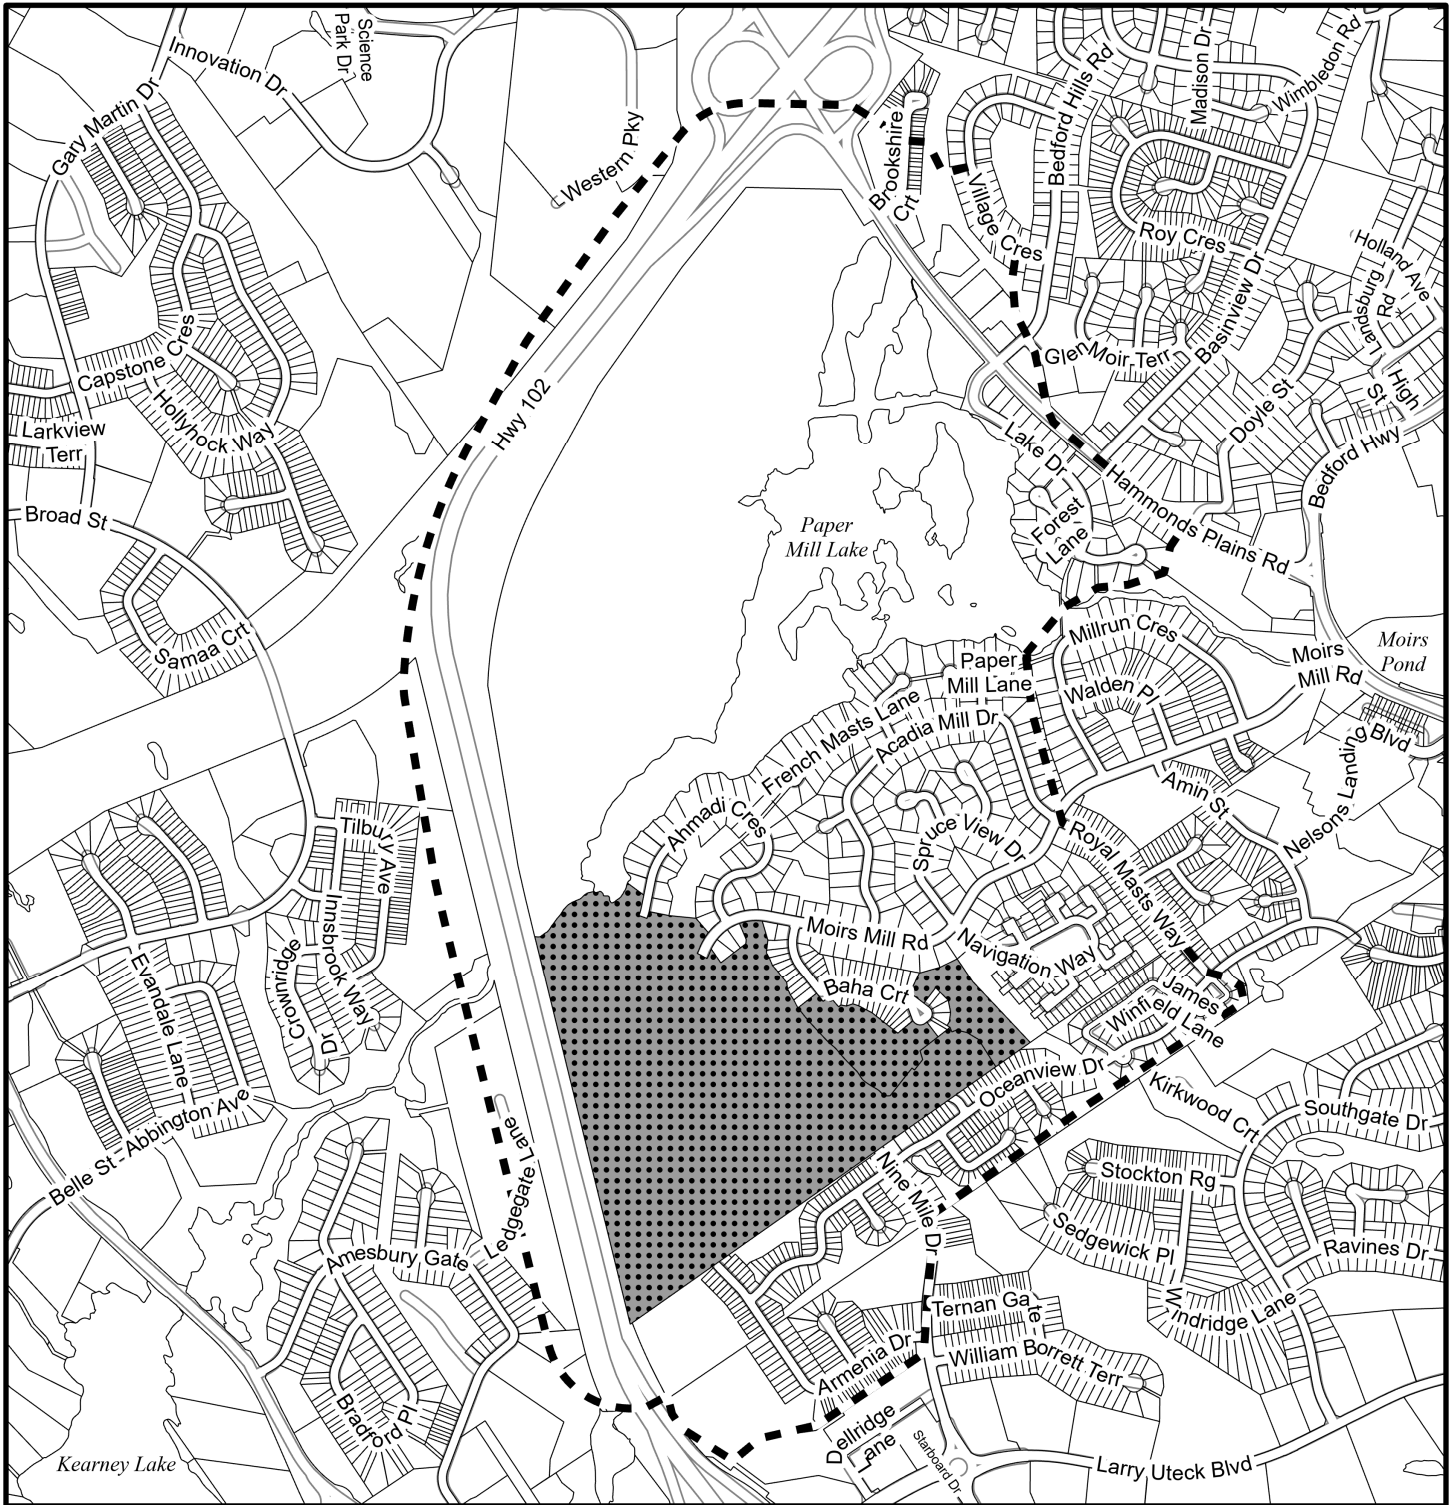 Innovation Dr
Science
Park Dr
Gary Martin Dr
Western Pky
Brookshire
Crt
Village Cres
Bedford Hills Rd
Madison Dr
Wimbledon Rd
Roy Cres
Basinview Dr
Landsburg
Rd
Holland Ave
Glen Moir Terr
High
St
Doyle St
Bedford Hwy
Capstone Cres
Hollyhock Way
Larkview
Terr
Hwy 102
Lake Dr
Hammonds Plains Rd
Forest
Lane
Broad St
Paper
Mill Lake
Samaa Crt
Millrun Cres
Moirs
Mill Rd
Moirs
Pond
Paper
Mill Lane
Walden Pl
French Masts Lane
Acadia Mill Dr
Nelsons Landing Blvd
Amin St
Ahmadi Cres
Spruce View Dr
Royal Masts Way
Tilbury Ave
Innsbrook Way
Crownridge
Dr
Evandale Lane
Moirs Mill Rd
Navigation Way
Baha Crt
James
Winfield Lane
Oceanview Dr
Kirkwood Crt
Southgate Dr
Belle St
Abbington Ave
Ledgegate Lane
Nine Mile Dr
Stockton Rg
Sedgewick Pl
Ravines Dr
Amesbury Gate
Windridge Lane
Ternan Gate
William Borrett Terr
Armenia Dr
Bradford Pl
Dellridge
Lane
Starboard Dr
Larry Uteck Blvd
Kearney Lake